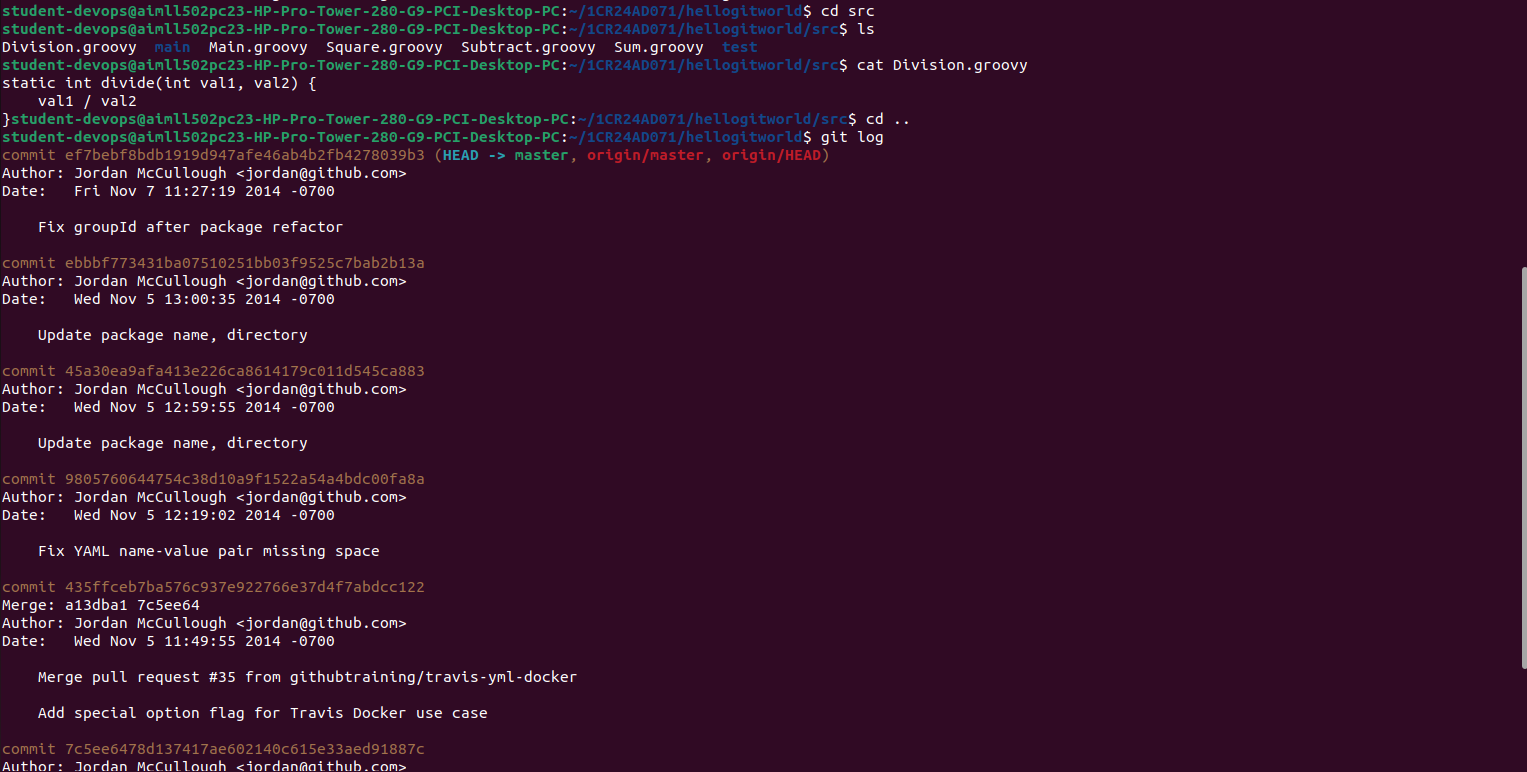 student-devops@aimll502pc23-HP-Pro-Tower-280-G9-PCI-Desktop-PC:~/1CR24AD071/hellogitworld$ cd src
student-devops@aimll502pc23-HP-Pro-Tower-280-G9-PCI-Desktop-PC:~/1CR24AD071/hellogitworld/src$ ls
Division.groovy  main  Main.groovy  Square.groovy  Subtract.groovy  Sum.groovy  test
student-devops@aimll502pc23-HP-Pro-Tower-280-G9-PCI-Desktop-PC:~/1CR24AD071/hellogitworld/src$ cat Division.groovy
static int divide(int val1, val2) {
    val1 / val2
}student-devops@aimll502pc23-HP-Pro-Tower-280-G9-PCI-Desktop-PC:~/1CR24AD071/hellogitworld/src$ cd ..
student-devops@aimll502pc23-HP-Pro-Tower-280-G9-PCI-Desktop-PC:~/1CR24AD071/hellogitworld$ git log
commit ef7bebf8bdb1919d947afe46ab4b2fb4278039b3 (HEAD -> master, origin/master, origin/HEAD)
Author: Jordan McCullough <jordan@github.com>
Date:   Fri Nov 7 11:27:19 2014 -0700
    Fix groupId after package refactor
commit ebbbf773431ba07510251bb03f9525c7bab2b13a
Author: Jordan McCullough <jordan@github.com>
Date:   Wed Nov 5 13:00:35 2014 -0700
    Update package name, directory
commit 45a30ea9afa413e226ca8614179c011d545ca883
Author: Jordan McCullough <jordan@github.com>
Date:   Wed Nov 5 12:59:55 2014 -0700
    Update package name, directory
commit 9805760644754c38d10a9f1522a54a4bdc00fa8a
Author: Jordan McCullough <jordan@github.com>
Date:   Wed Nov 5 12:19:02 2014 -0700
    Fix YAML name-value pair missing space
commit 435ffceb7ba576c937e922766e37d4f7abdcc122
Merge: a13dba1 7c5ee64
Author: Jordan McCullough <jordan@github.com>
Date:   Wed Nov 5 11:49:55 2014 -0700
    Merge pull request #35 from githubtraining/travis-yml-docker
    Add special option flag for Travis Docker use case
commit 7c5ee6478d137417ae602140c615e33aed91887c
Author: Jordan McCullough <jordan@github.com>